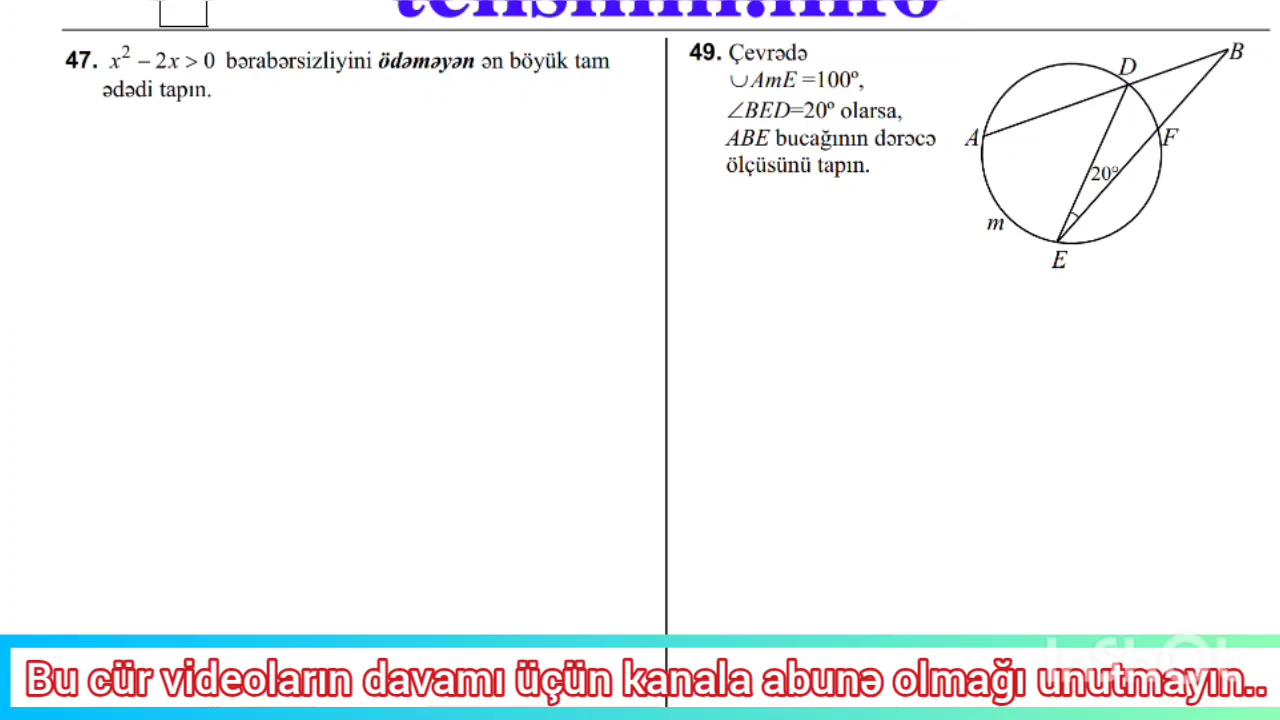 47. x² – 2x > 0 bərabərsizliyini ödəməyən ən böyük tam
ədədi tapın.
49. Çevrədə
∪AmE =100º,
∠BED=20º olarsa,
ABE bucağının dərəcə
ölçüsünü tapın.
B
D
A
F
20º
m
E
Bu cür videoların davamı üçün kanala abunə olmağı unutmayın..